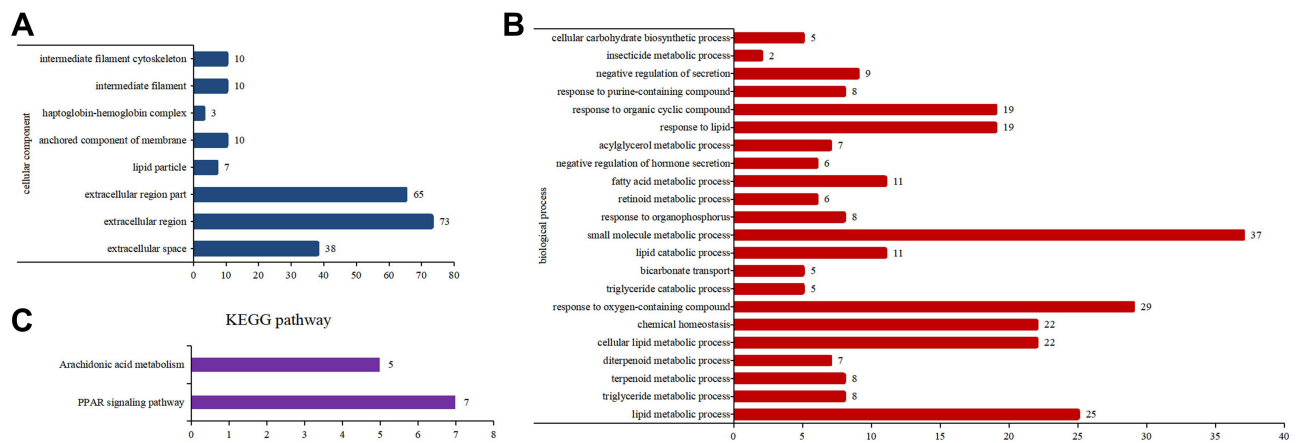 A
cellular component
intermediate filament cytoskeleton 10
intermediate filament 10
haptoglobin-hemoglobin complex 3
anchored component of membrane 10
lipid particle 7
extracellular region part 65
extracellular region 73
extracellular space 38
0 10 20 30 40 50 60 70 80
B
biological process
cellular carbohydrate biosynthetic process 5
insecticide metabolic process 2
negative regulation of secretion 9
response to purine-containing compound 8
response to organic cyclic compound 19
response to lipid 19
acylglycerol metabolic process 7
negative regulation of hormone secretion 6
fatty acid metabolic process 11
retinoid metabolic process 6
response to organophosphorus 8
small molecule metabolic process 37
lipid catabolic process 11
bicarbonate transport 5
triglyceride catabolic process 5
response to oxygen-containing compound 29
chemical homeostasis 22
cellular lipid metabolic process 22
diterpenoid metabolic process 7
terpenoid metabolic process 8
triglyceride metabolic process 8
lipid metabolic process 25
0 5 10 15 20 25 30 35 40
C
KEGG pathway
Arachidonic acid metabolism 5
PPAR signaling pathway 7
0 1 2 3 4 5 6 7 8